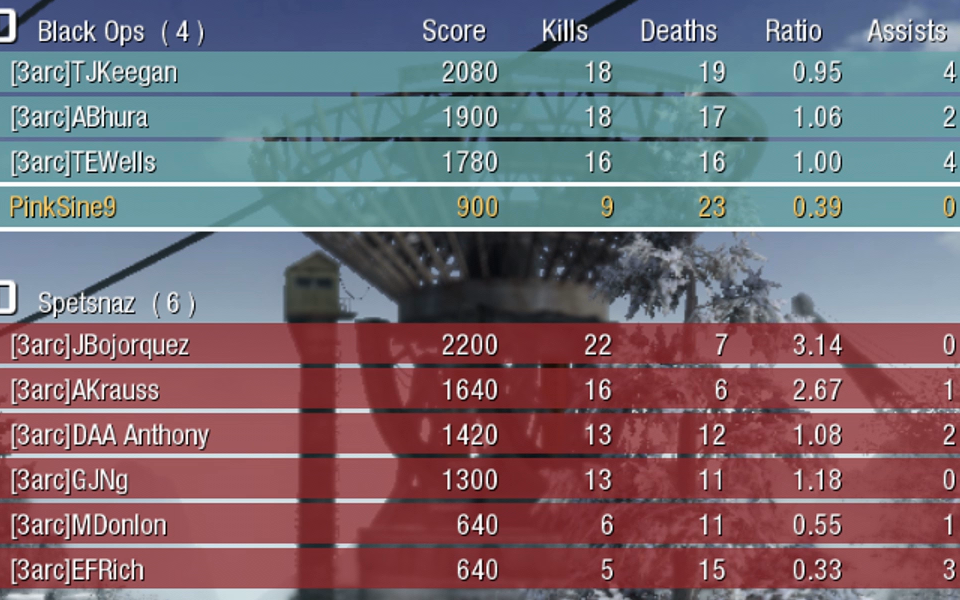 Black Ops ( 4 ) Score Kills Deaths Ratio Assists
[3arc]TJKeegan 2080 18 19 0.95 4
[3arc]ABhura 1900 18 17 1.06 2
[3arc]TEWells 1780 16 16 1.00 4
PinkSine9 900 9 23 0.39 0
Spetsnaz ( 6 )
[3arc]JBojorquez 2200 22 7 3.14 0
[3arc]AKrauss 1640 16 6 2.67 1
[3arc]DAA Anthony 1420 13 12 1.08 2
[3arc]GJNg 1300 13 11 1.18 0
[3arc]MDonlon 640 6 11 0.55 1
[3arc]EFRich 640 5 15 0.33 3